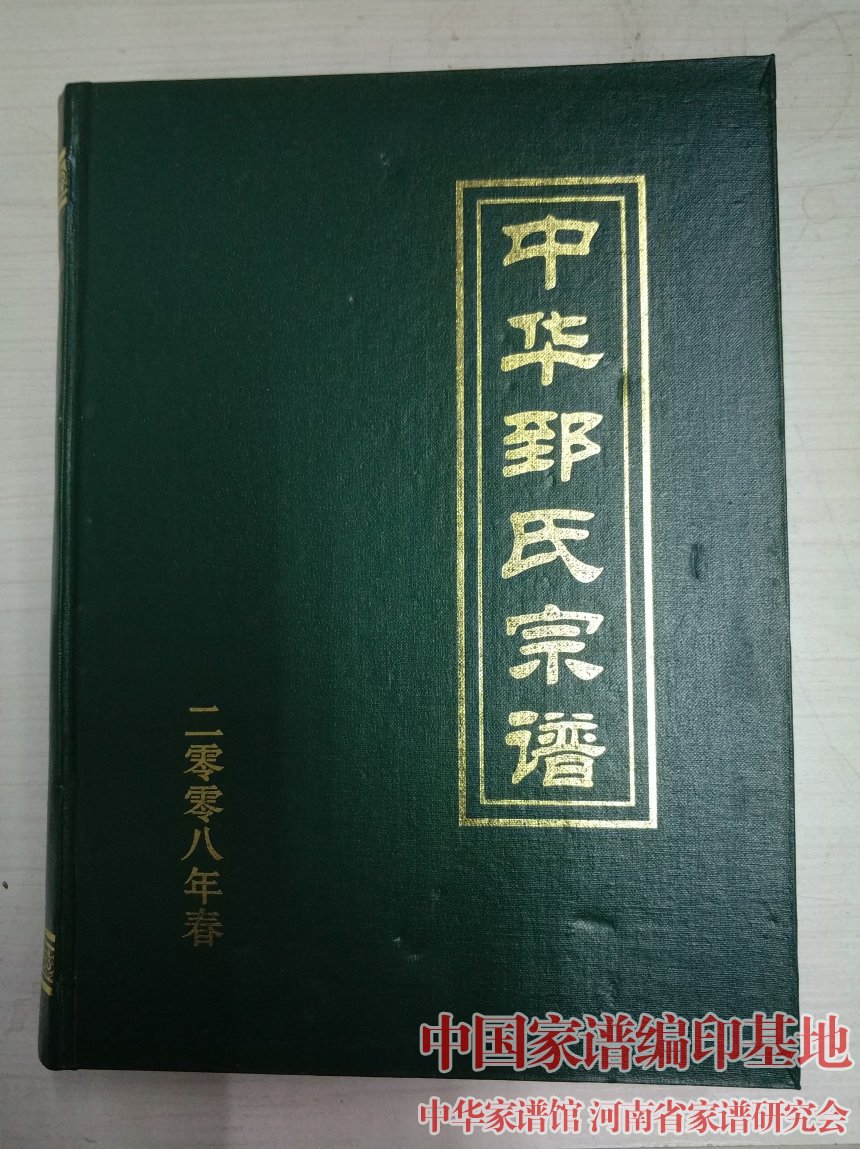 中华郅氏宗谱
二零零八年春
中国家谱编印基地
中华家谱馆 河南省家谱研究会